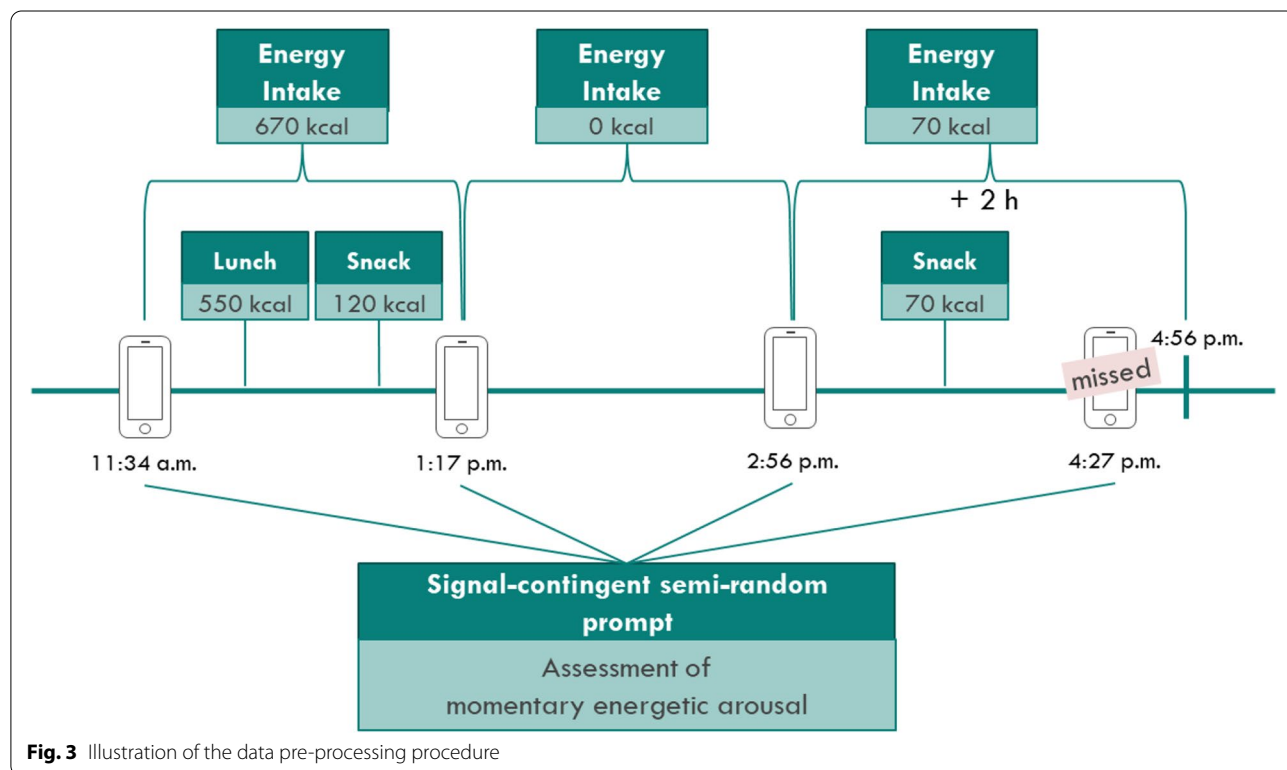 Energy
Intake
670 kcal
Energy
Intake
0 kcal
Energy
Intake
70 kcal
+ 2 h
Lunch
550 kcal
Snack
120 kcal
Snack
70 kcal
4:56 p.m.
missed
11:34 a.m.
1:17 p.m.
2:56 p.m.
4:27 p.m.
Signal-contingent semi-random
prompt
Assessment of
momentary energetic arousal
Fig. 3 Illustration of the data pre-processing procedure